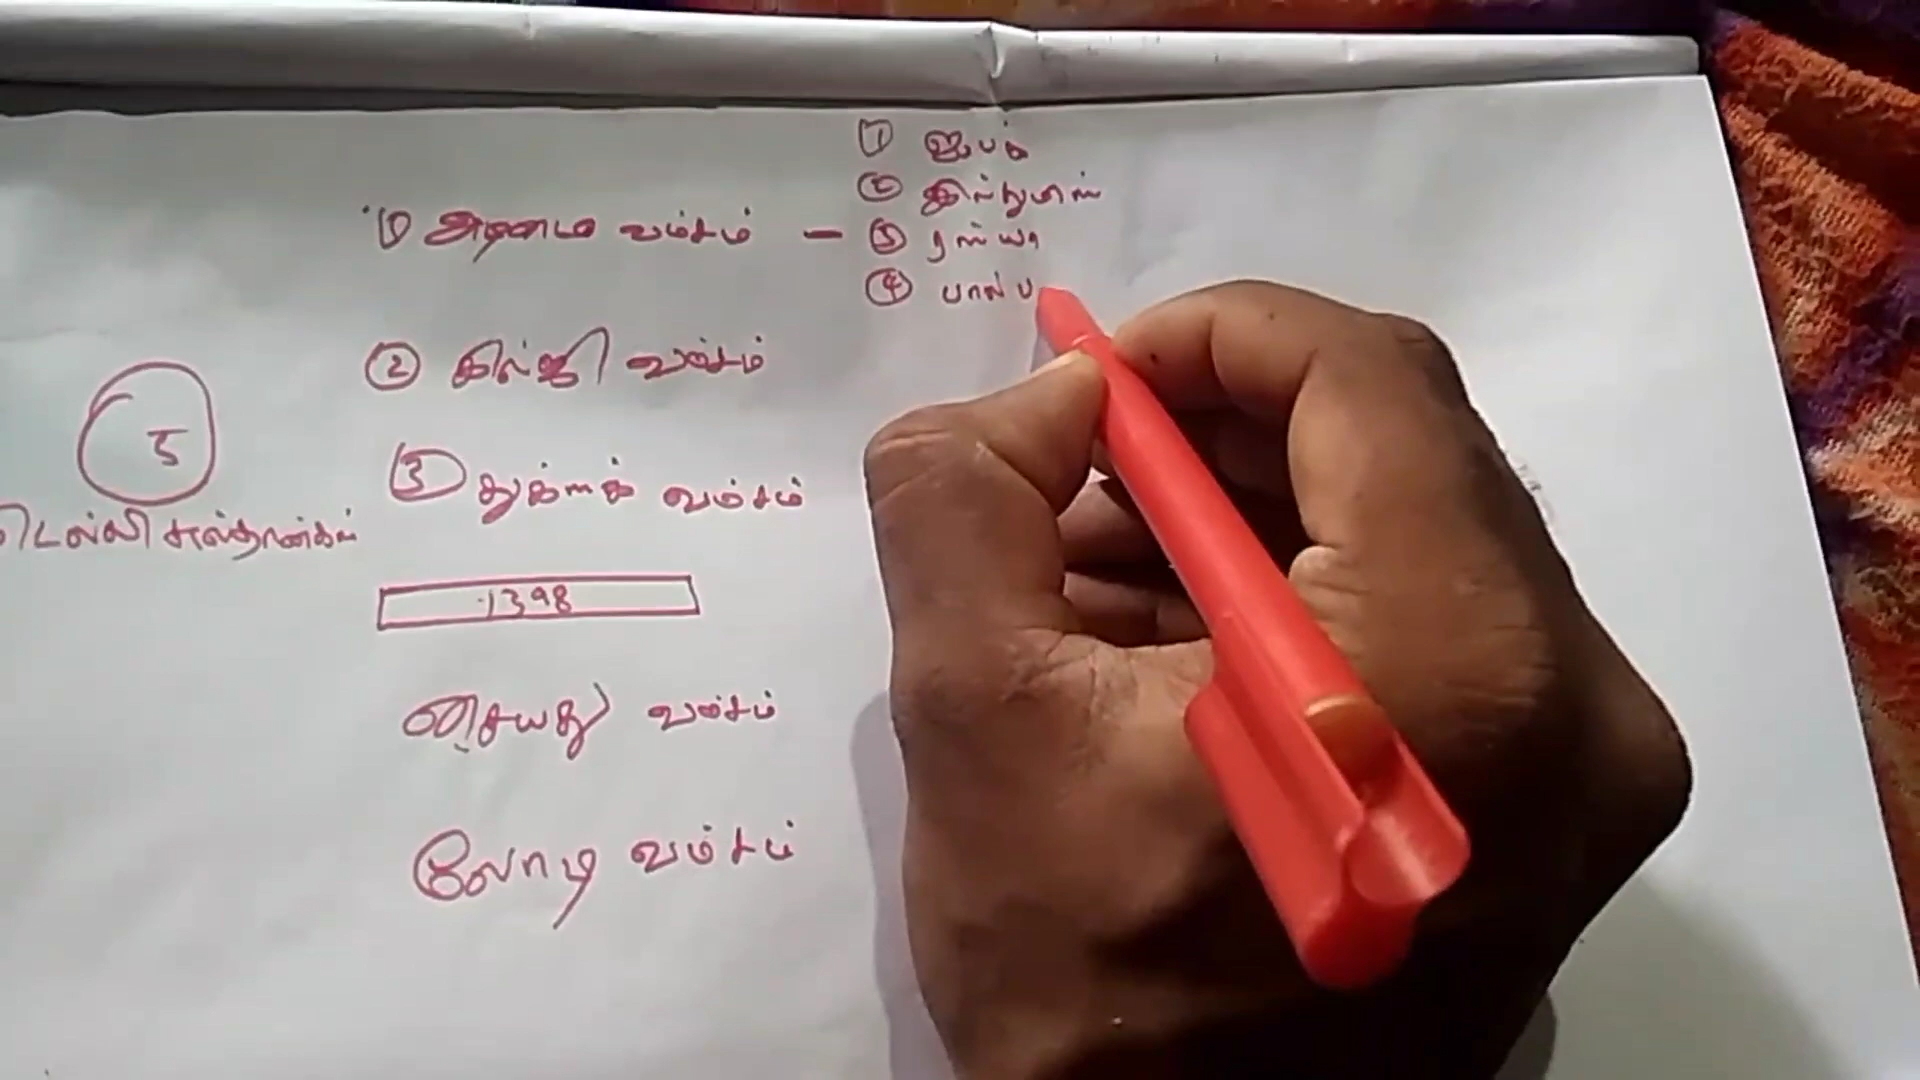 ① ஐபக்
② இல்துமிஸ்
① அடிமை வம்சம் - ③ ரஸியா
④ பால்ப
② கில்ஜி வம்சம்
5
③ துக்ளக் வம்சம்
டெல்லி சுல்தான்கள்
1398
சையது வம்சம்
லோடி வம்சம்